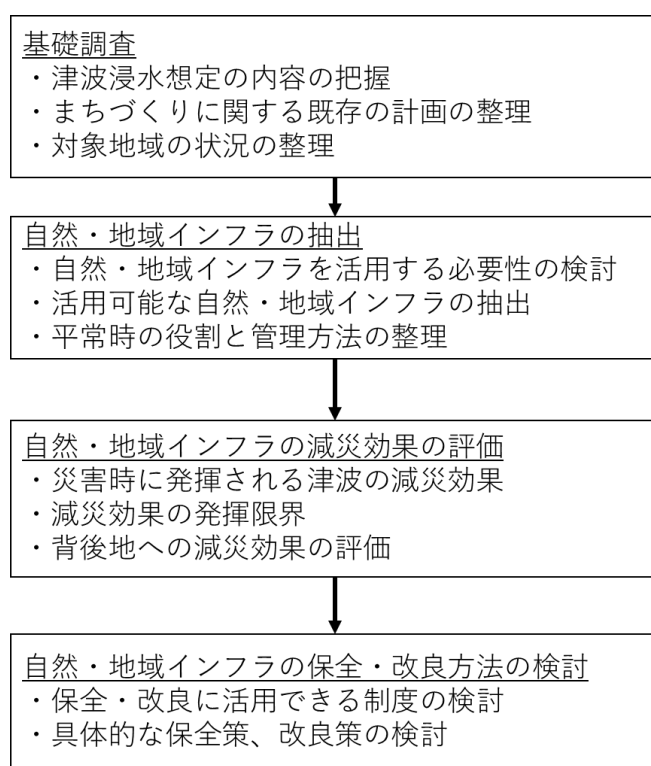 基礎調査
・津波浸水想定の内容の把握
・まちづくりに関する既存の計画の整理
・対象地域の状況の整理
自然・地域インフラの抽出
・自然・地域インフラを活用する必要性の検討
・活用可能な自然・地域インフラの抽出
・平常時の役割と管理方法の整理
自然・地域インフラの減災効果の評価
・災害時に発揮される津波の減災効果
・減災効果の発揮限界
・背後地への減災効果の評価
自然・地域インフラの保全・改良方法の検討
・保全・改良に活用できる制度の検討
・具体的な保全策、改良策の検討